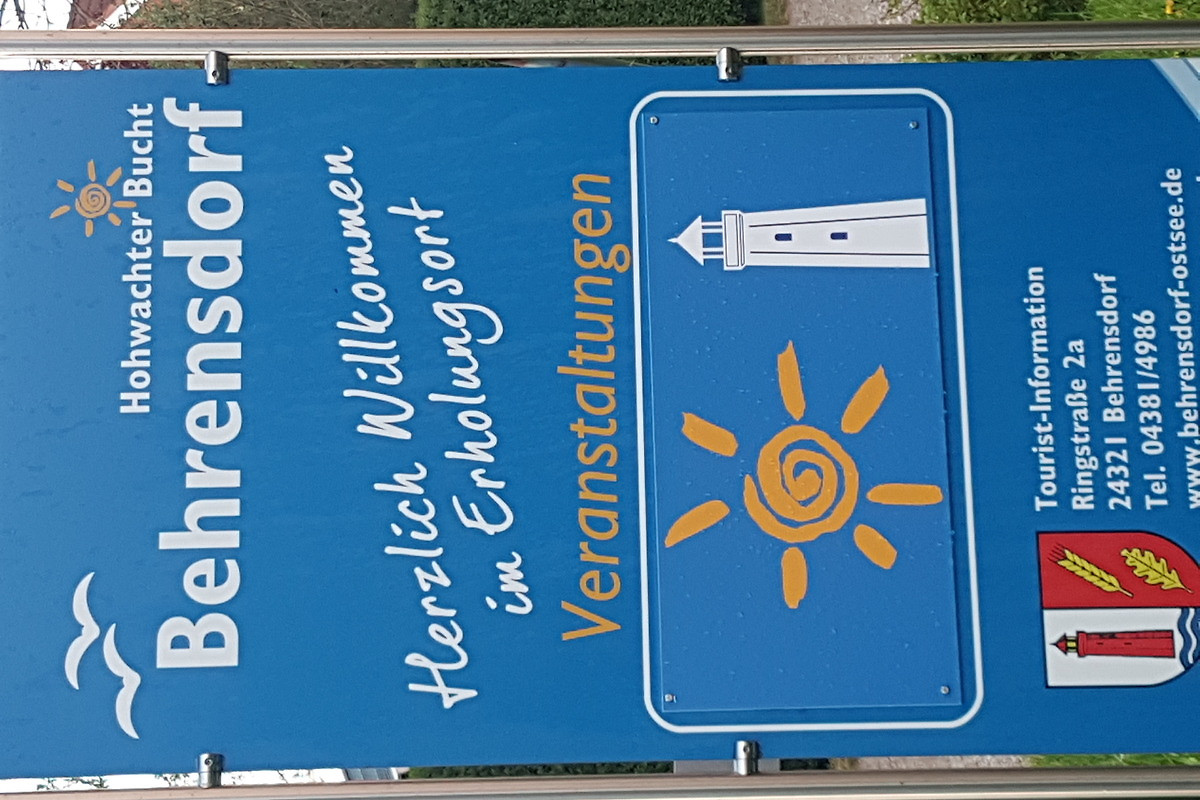 Hohwachter Bucht
Behrensdorf
Herzlich Willkommen
im Erholungsort
Veranstaltungen
Tourist-Information
Ringstraße 2a
24321 Behrensdorf
Tel. 04381/4986
www.behrensdorf-ostsee.de